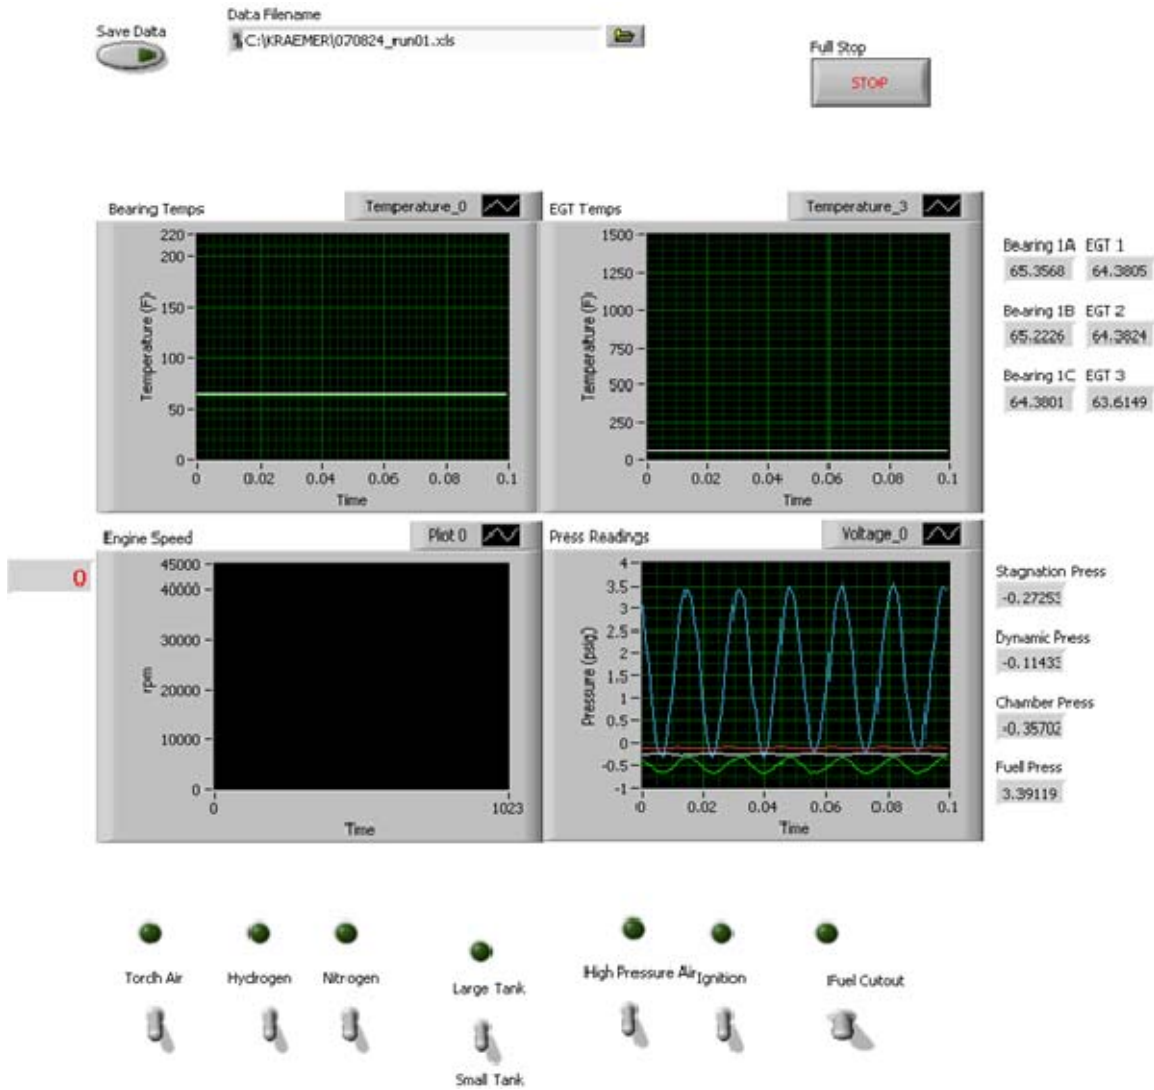 Save Data
Data Filename
C:\KRAEMER\070824_run01.xls
Full Stop
STOP
Bearing Temps
Temperature_0
220
200
150
100
50
0
Temperature (F)
0 0.02 0.04 0.06 0.08 0.1
Time
EGT Temps
Temperature_3
1500
1250
1000
750
500
250
0
Temperature (F)
0 0.02 0.04 0.06 0.08 0.1
Time
Bearing 1A EGT 1
65.3568 64.3805
Bearing 1B EGT 2
65.2226 64.3824
Bearing 1C EGT 3
64.3801 63.6149
0
Engine Speed
Plot 0
45000
40000
30000
20000
10000
0
rpm
0 1023
Time
Press Readings
Voltage_0
4
3.5
3
2.5
2
1.5
1
0.5
0
-0.5
-1
Pressure (psig)
0 0.02 0.04 0.06 0.08 0.1
Time
Stagnation Press
-0.27253
Dynamic Press
-0.11433
Chamber Press
-0.35702
Fuel Press
3.39119
Torch Air
Hydrogen
Nitrogen
Large Tank
Small Tank
High Pressure Air
Ignition
Fuel Cutout